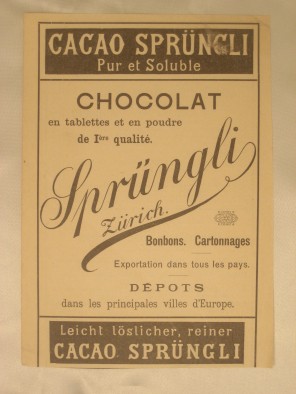 CACAO SPRÜNGLI
Pur et Soluble
CHOCOLAT
en tablettes et en poudre
de Ière qualité.
Sprüngli
Zürich.
Bonbons. Cartonnages
Exportation dans tous les pays.
DÉPOTS
dans les principales villes d'Europe.
Leicht löslicher, reiner
CACAO SPRÜNGLI